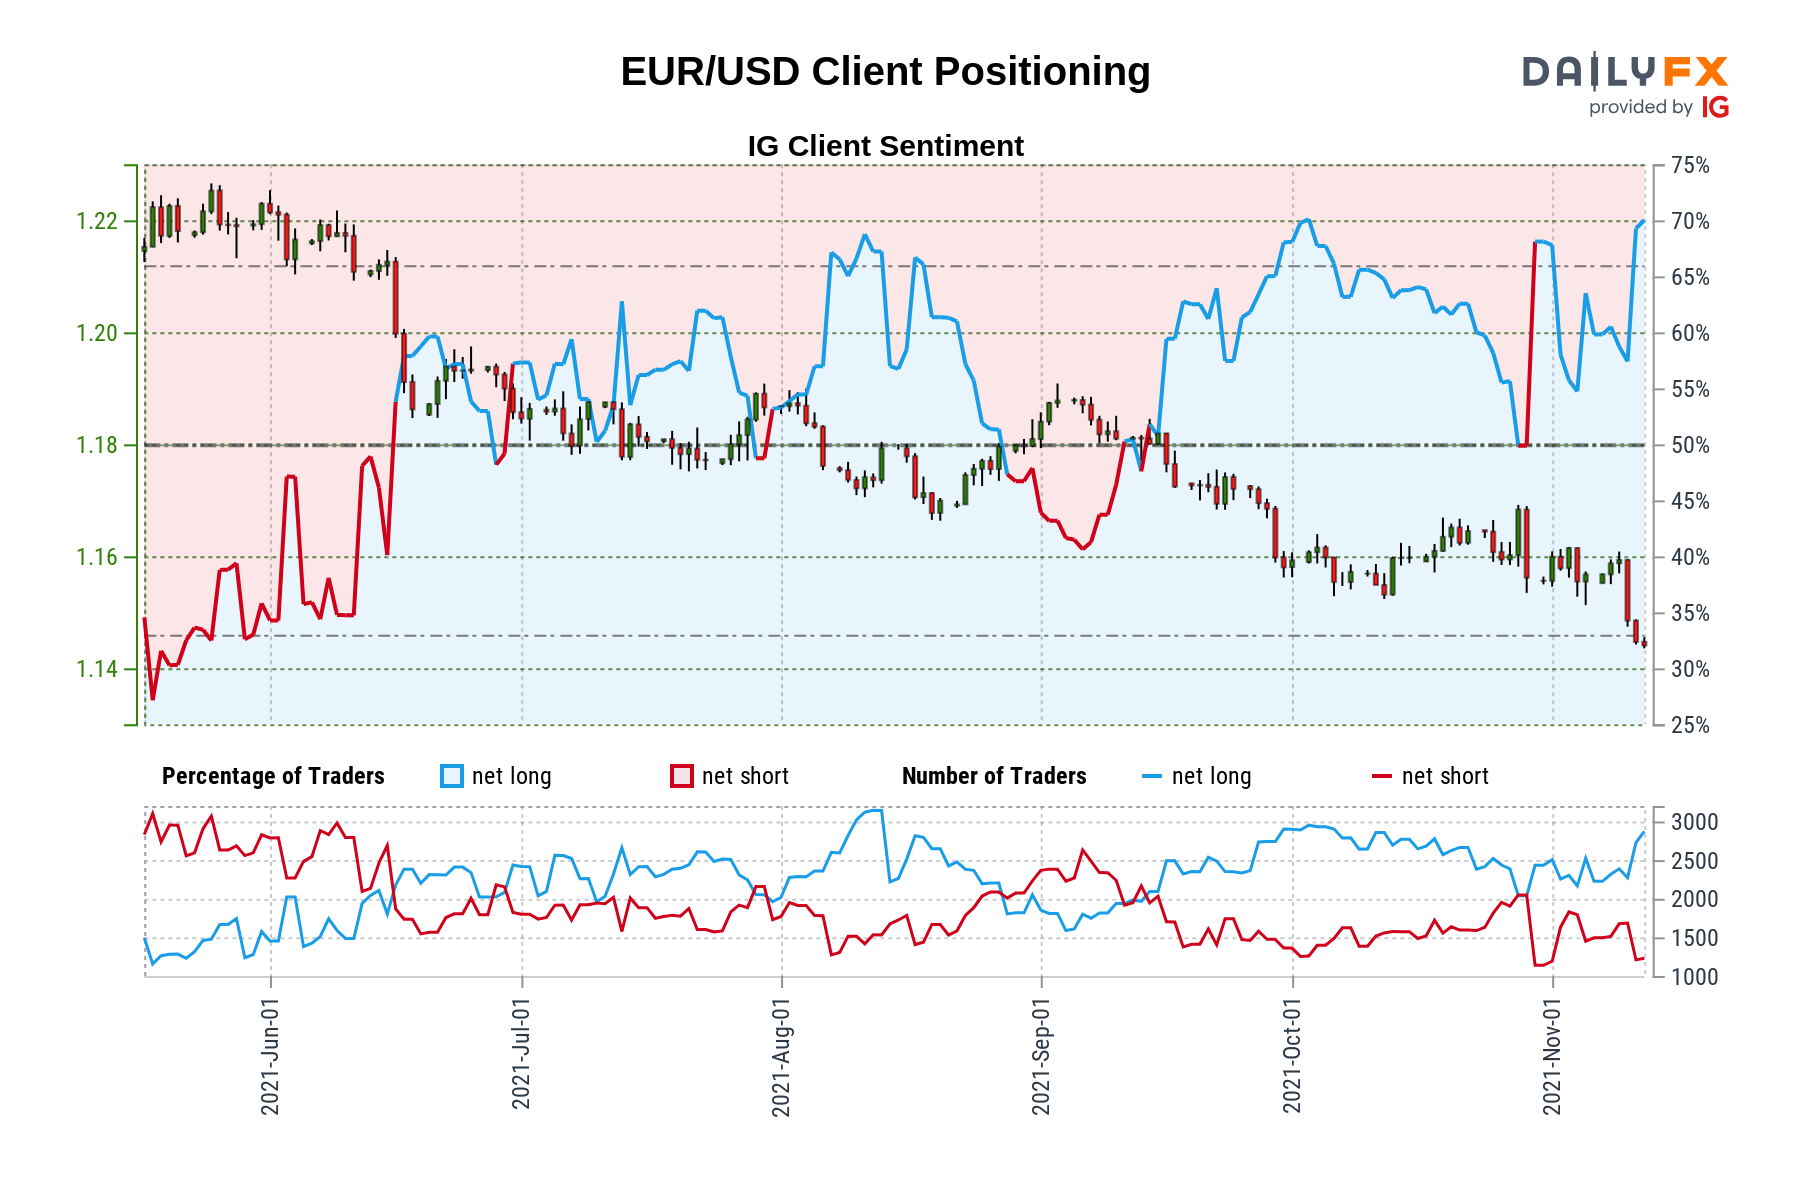 EUR/USD Client Positioning
DAILYFX
provided by IG
IG Client Sentiment
1.22
1.20
1.18
1.16
1.14
75%
70%
65%
60%
55%
50%
45%
40%
35%
30%
25%
Percentage of Traders net long net short Number of Traders net long net short
3000
2500
2000
1500
1000
2021-Jun-01
2021-Jul-01
2021-Aug-01
2021-Sep-01
2021-Oct-01
2021-Nov-01